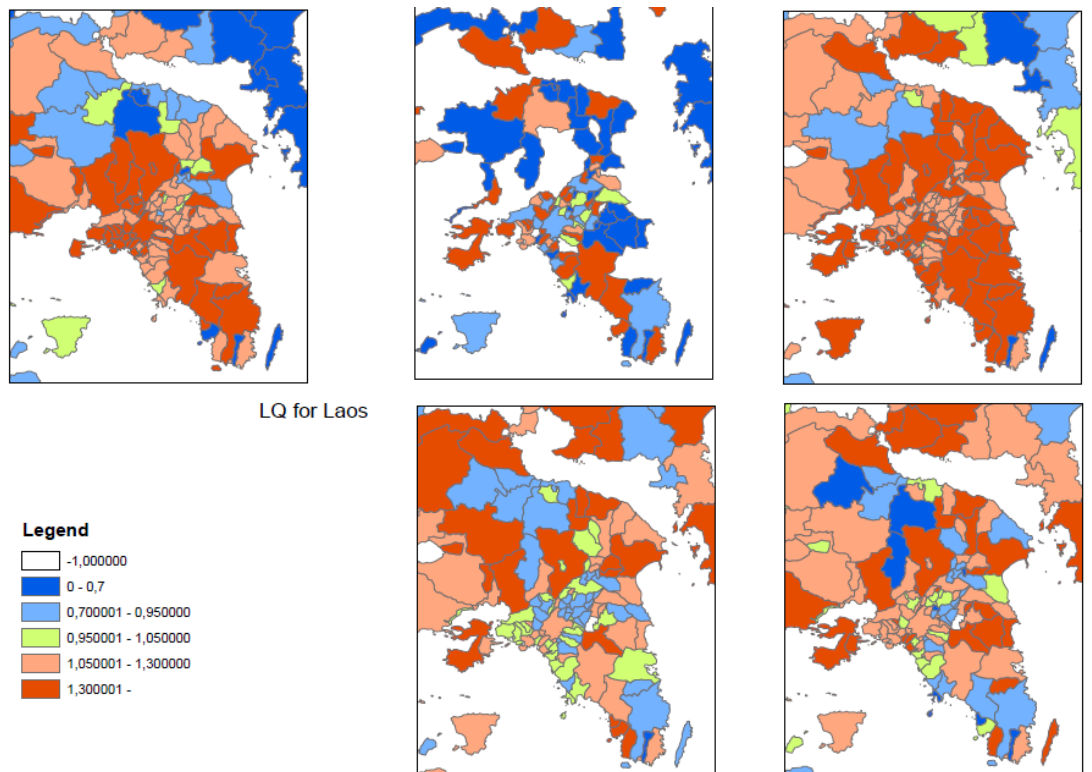 LQ for Laos
Legend
-1,000000
0 - 0,7
0,700001 - 0,950000
0,950001 - 1,050000
1,050001 - 1,300000
1,300001 -